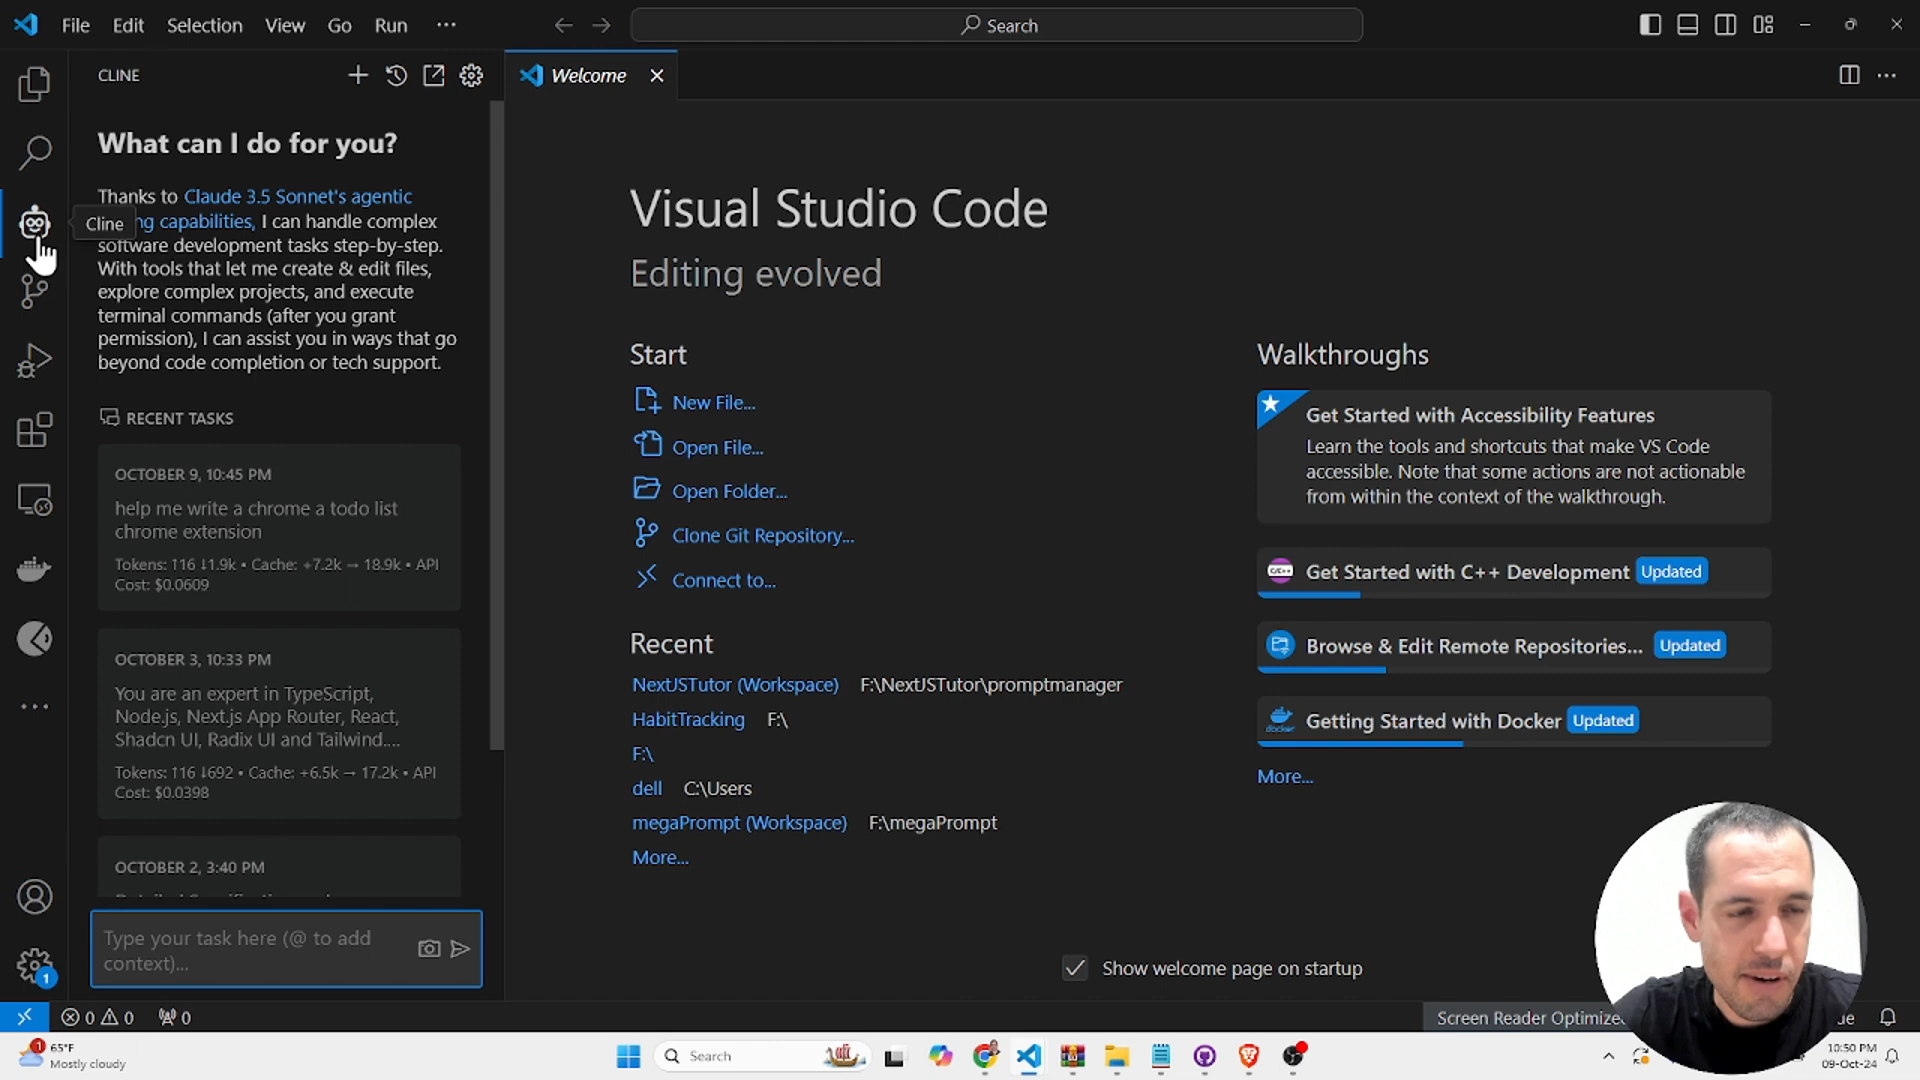 File Edit Selection View Go Run ···
Search
CLINE
Welcome
What can I do for you?
Thanks to Claude 3.5 Sonnet's agentic
ng capabilities, I can handle complex
Cline
software development tasks step-by-step.
With tools that let me create & edit files,
explore complex projects, and execute
terminal commands (after you grant
permission), I can assist you in ways that go
beyond code completion or tech support.
RECENT TASKS
OCTOBER 9, 10:45 PM
help me write a chrome a todo list
chrome extension
Tokens: ↑16 ↓1.9k • Cache: +7.2k → 18.9k • API
Cost: $0.0609
OCTOBER 3, 10:33 PM
You are an expert in TypeScript,
Node.js, Next.js App Router, React,
Shadcn UI, Radix UI and Tailwind....
Tokens: ↑16 ↓692 • Cache: +6.5k → 17.2k • API
Cost: $0.0398
OCTOBER 2, 3:40 PM
Type your task here (@ to add
context)...
Visual Studio Code
Editing evolved
Start
New File...
Open File...
Open Folder...
Clone Git Repository...
Connect to...
Recent
NextJSTutor (Workspace) F:\NextJSTutor\promptmanager
HabitTracking F:\
F:\
dell C:\Users
megaPrompt (Workspace) F:\megaPrompt
More...
Walkthroughs
Get Started with Accessibility Features
Learn the tools and shortcuts that make VS Code
accessible. Note that some actions are not actionable
from within the context of the walkthrough.
C/C++ Get Started with C++ Development Updated
Browse & Edit Remote Repositories... Updated
docker Getting Started with Docker Updated
More...
Show welcome page on startup
1
0 0 0
Screen Reader Optimized
ue
1
65°F
Mostly cloudy
Search
10:50 PM
09-Oct-24